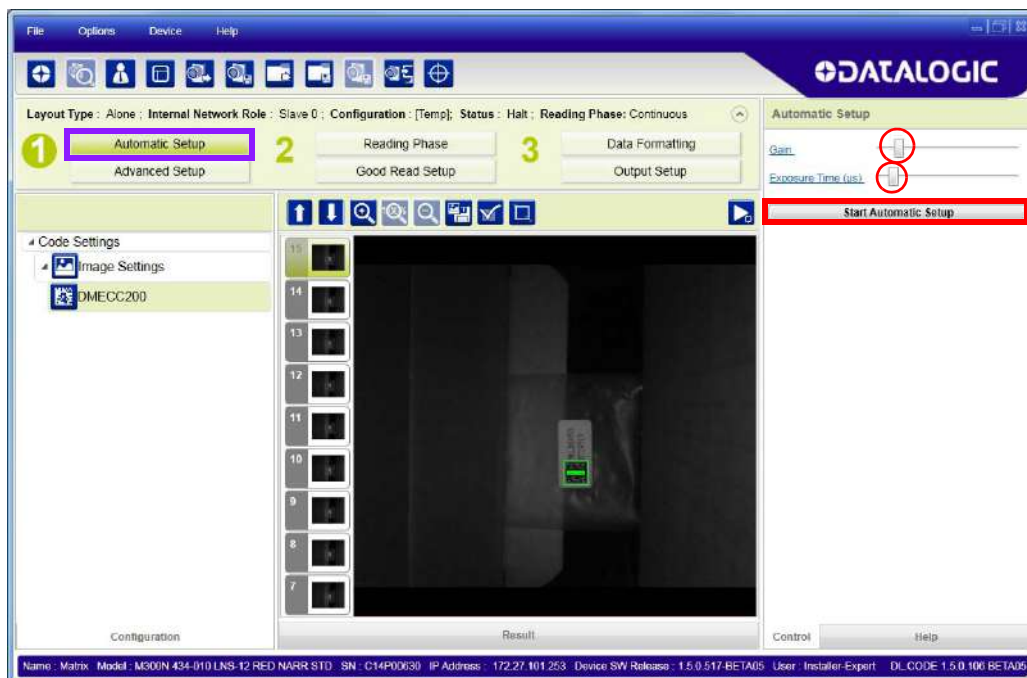 File Options Device Help
DATALOGIC
Layout Type : Alone ; Internal Network Role : Slave 0 ; Configuration : [Temp]; Status : Halt ; Reading Phase: Continuous
Automatic Setup
1 Automatic Setup 2 Reading Phase 3 Data Formatting
Advanced Setup Good Read Setup Output Setup
Gain
Exposure Time (us)
Start Automatic Setup
Code Settings
Image Settings
DMECC200
15
14
13
12
11
10
9
8
7
Configuration Result Control Help
Name : Matrix Model : M300N 434-010 LNS-12 RED NARR STD SN : C14P00630 IP Address : 172.27.101.253 Device SW Release : 1.5.0.517-BETA05 User : Installer-Expert DL.CODE 1.5.0.106 BETA05